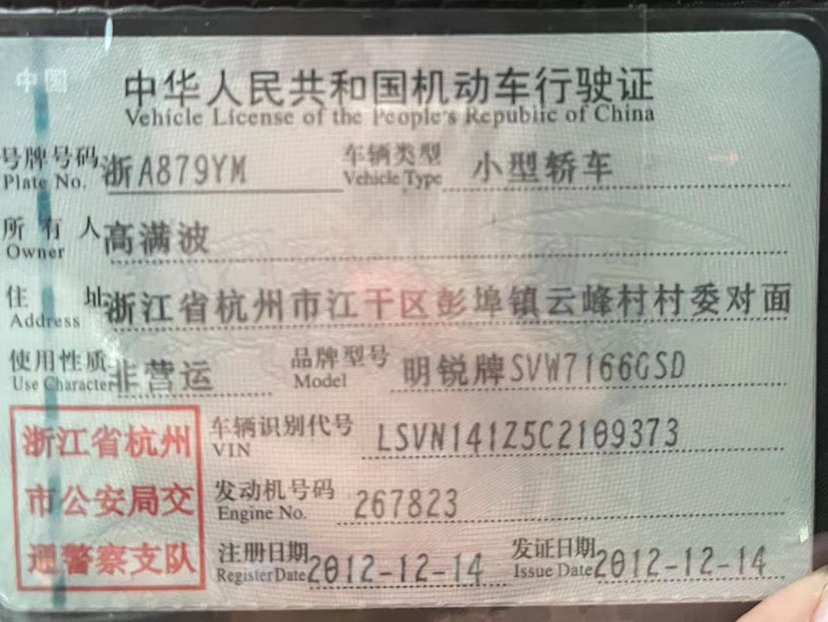 中国
中华人民共和国机动车行驶证
Vehicle License of the People's Republic of China
号牌号码 浙A879YM 车辆类型 小型轿车
Plate No. Vehicle Type
所有人 高满波
Owner
住址 浙江省杭州市江干区彭埠镇云峰村村委对面
Address
使用性质 非营运 品牌型号 明锐牌SVW7166GSD
Use Character Model
浙江省杭州
市公安局交
通警察支队
车辆识别代号 LSVN141Z5C2109373
VIN
发动机号码 267823
Engine No.
注册日期 2012-12-14 发证日期 2012-12-14
Register Date Issue Date